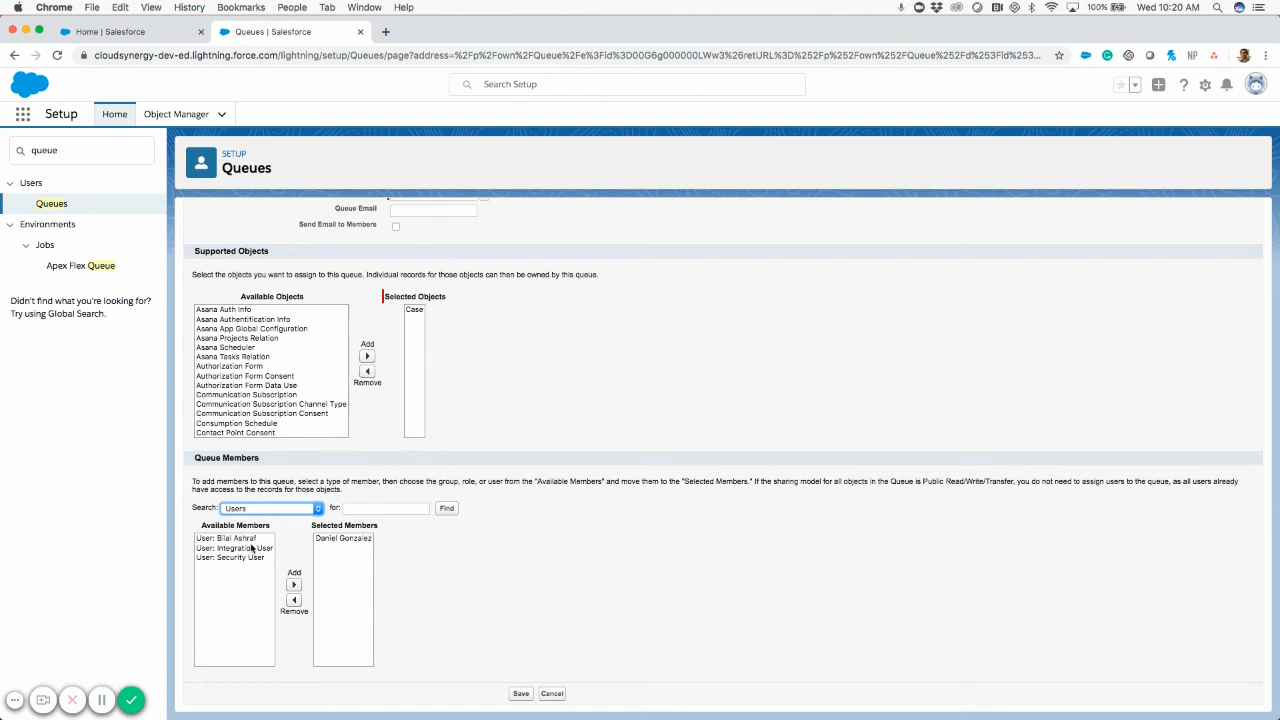 Chrome File Edit View History Bookmarks People Tab Window Help 100% Wed 10:20 AM
Home | Salesforce
Queues | Salesforce
cloudsynergy-dev-ed.lightning.force.com/lightning/setup/Queues/page?address=%2Fp%2Fown%2FQueue%2Fe%3Fid%3D00G6g000000LWw3%26retURL%3D%252Fp%252Fown%252FQueue%252Fd%253Fid%253...
Search Setup
Setup
Home
Object Manager
queue
Users
Queues
Environments
Jobs
Apex Flex Queue
Didn't find what you're looking for?
Try using Global Search.
SETUP
Queues
Queue Email
Send Email to Members
Supported Objects
Select the objects you want to assign to this queue. Individual records for those objects can then be owned by this queue.
Available Objects
Selected Objects
Asana Auth Info
Asana Authentification Info
Asana App Global Configuration
Asana Projects Relation
Asana Scheduler
Asana Tasks Relation
Authorization Form
Authorization Form Consent
Authorization Form Data Use
Communication Subscription
Communication Subscription Channel Type
Communication Subscription Consent
Consumption Schedule
Contact Point Consent
Add
Remove
Case
Queue Members
To add members to this queue, select a type of member, then choose the group, role, or user from the "Available Members" and move them to the "Selected Members." If the sharing model for all objects in the Queue is Public Read/Write/Transfer, you do not need to assign users to the queue, as all users already
have access to the records for those objects.
Search: Users for: Find
Available Members
Selected Members
User: Bilal Ashraf
User: Integration User
User: Security User
Add
Remove
Daniel Gonzalez
Save
Cancel